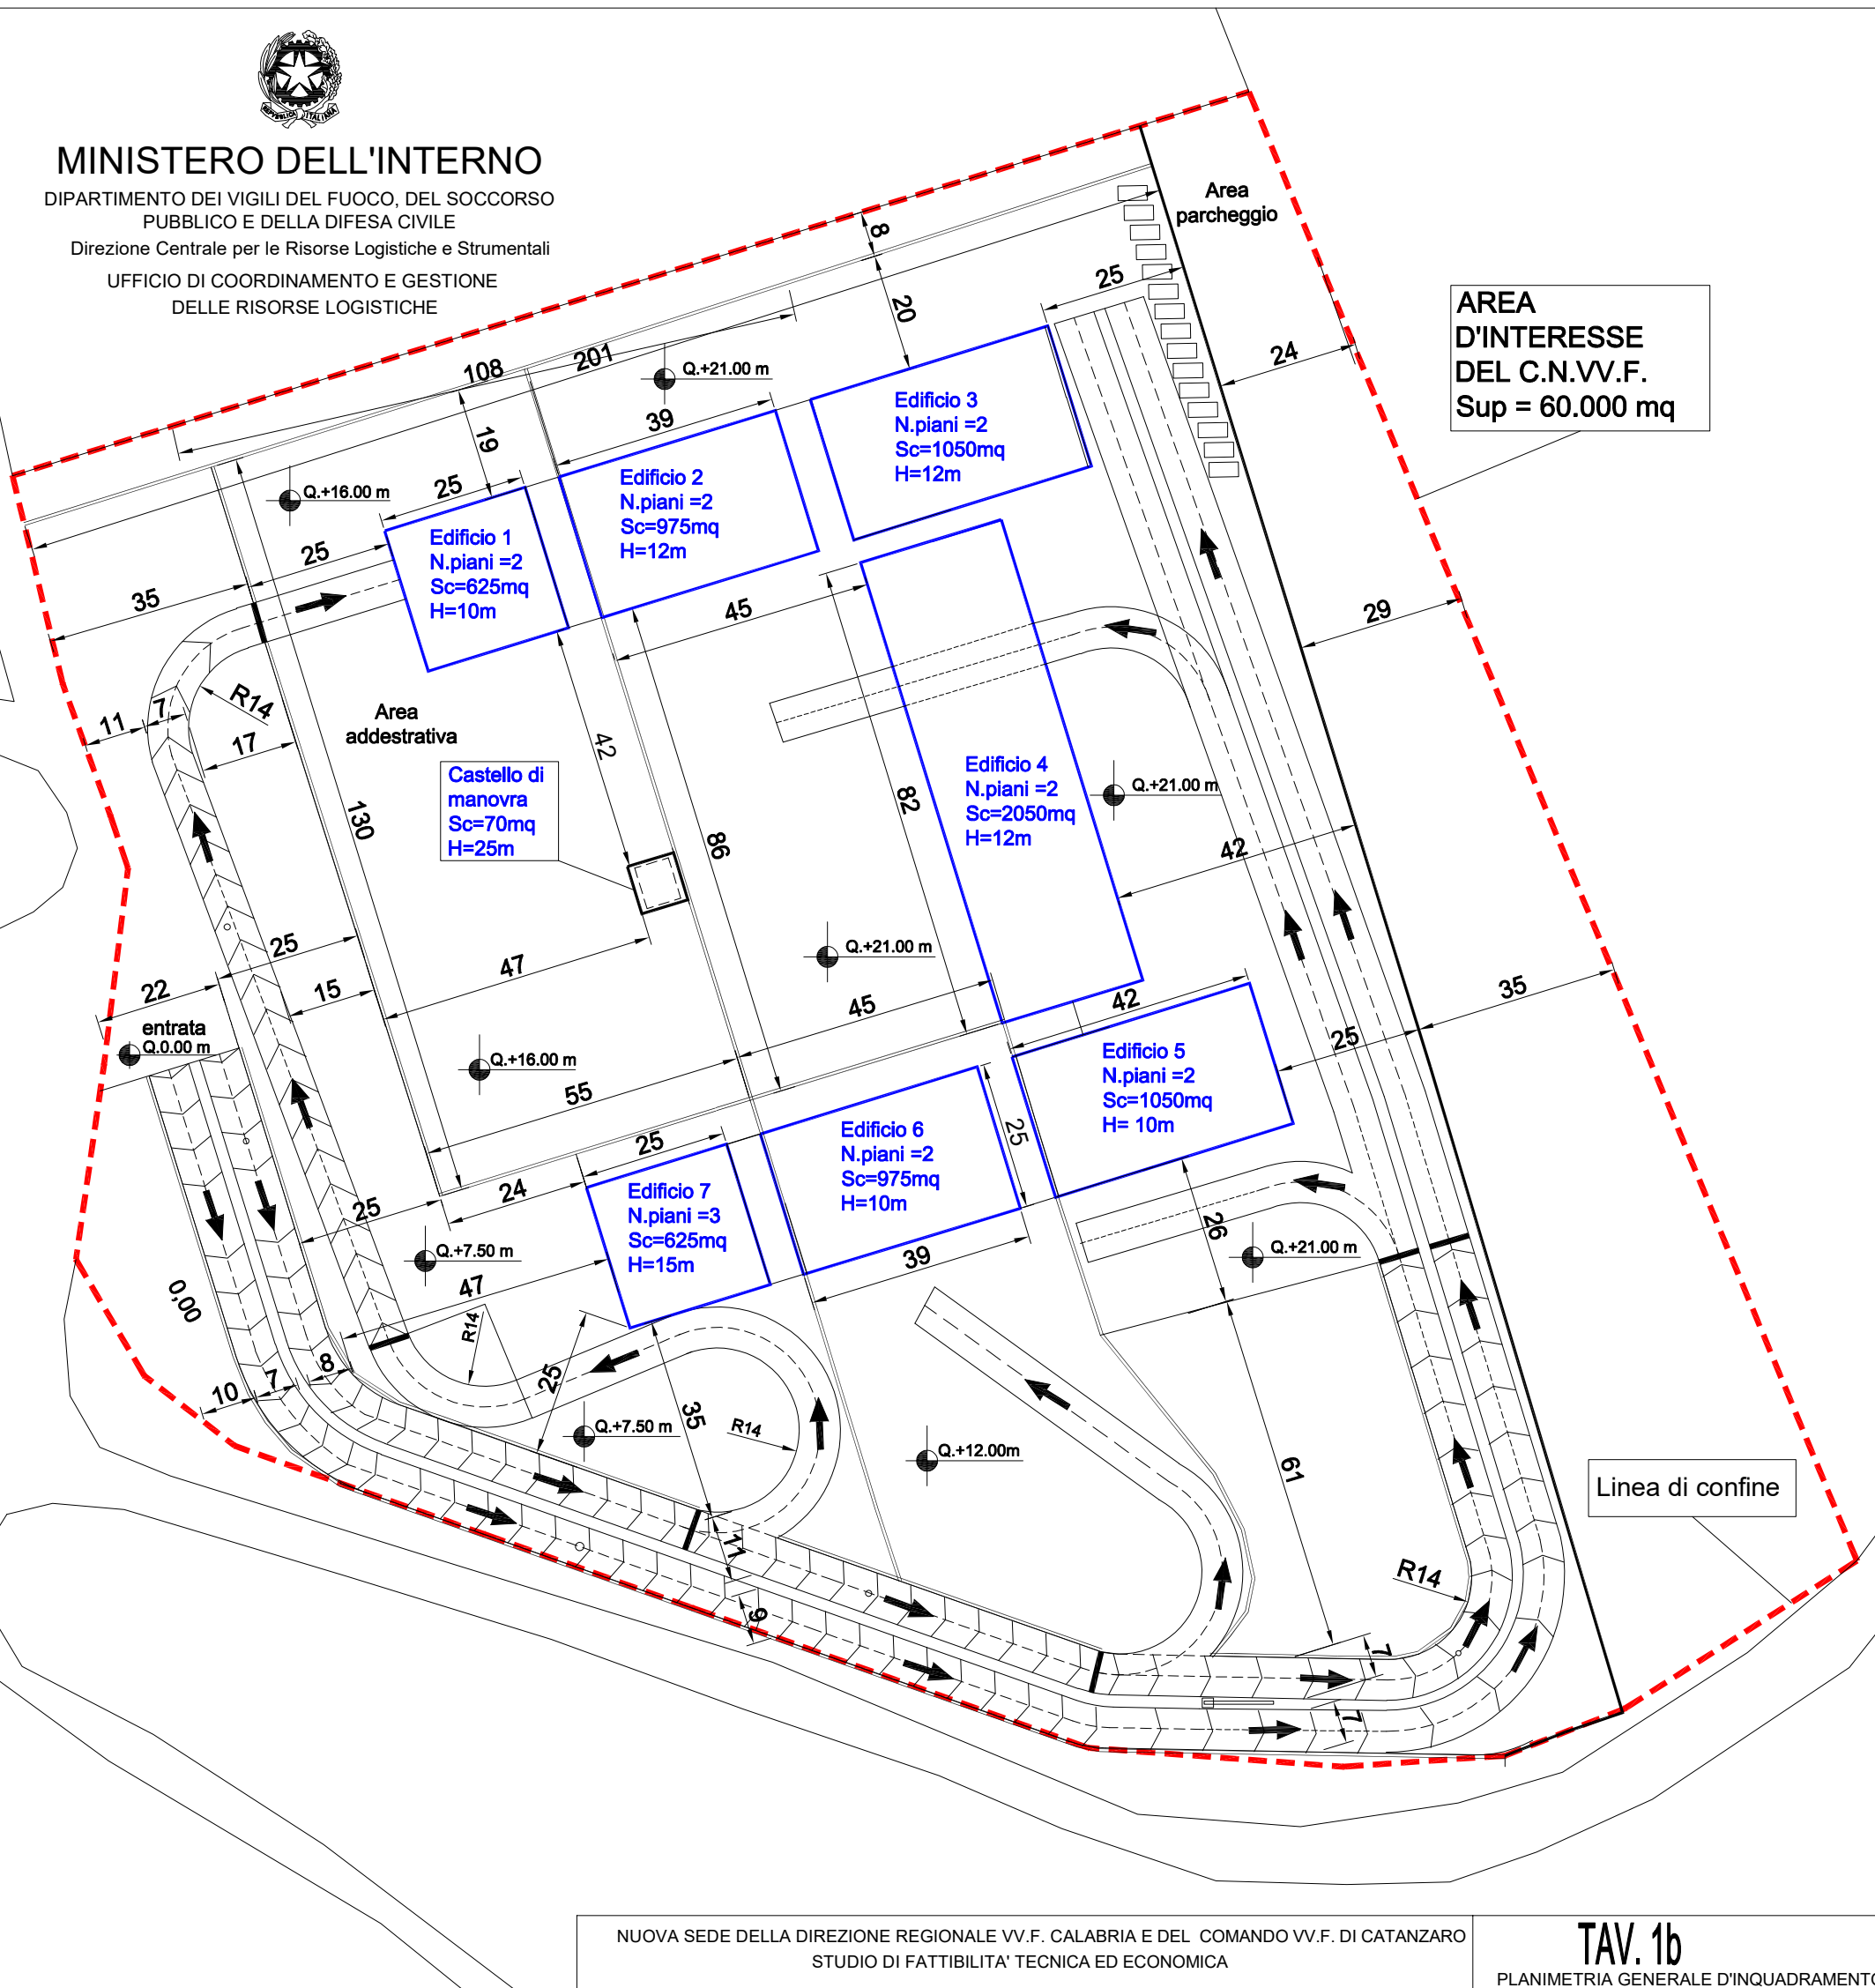 REPVBBLICA ITALIANA
MINISTERO DELL'INTERNO
DIPARTIMENTO DEI VIGILI DEL FUOCO, DEL SOCCORSO
PUBBLICO E DELLA DIFESA CIVILE
Direzione Centrale per le Risorse Logistiche e Strumentali
UFFICIO DI COORDINAMENTO E GESTIONE
DELLE RISORSE LOGISTICHE
Area
parcheggio
8
25
20
AREA
D'INTERESSE
DEL C.N.VV.F.
Sup = 60.000 mq
24
108
201
Q.+21.00 m
39
19
Edificio 3
N.piani =2
Sc=1050mq
H=12m
Q.+16.00 m
25
Edificio 2
N.piani =2
Sc=975mq
H=12m
Edificio 1
N.piani =2
Sc=625mq
H=10m
25
35
45
29
11
7
R14
17
Area
addestrativa
42
Castello di
manovra
Sc=70mq
H=25m
130
86
82
Edificio 4
N.piani =2
Sc=2050mq
H=12m
Q.+21.00 m
42
25
47
Q.+21.00 m
22
15
45
42
35
entrata
Q.0.00 m
Q.+16.00 m
55
25
Edificio 5
N.piani =2
Sc=1050mq
H= 10m
25
Edificio 6
N.piani =2
Sc=975mq
H=10m
25
24
Edificio 7
N.piani =3
Sc=625mq
H=15m
25
26
Q.+7.50 m
39
Q.+21.00 m
47
0,00
R14
8
7
10
25
35
R14
Q.+7.50 m
Q.+12.00m
61
Linea di confine
11
R14
9
7
7
NUOVA SEDE DELLA DIREZIONE REGIONALE VV.F. CALABRIA E DEL COMANDO VV.F. DI CATANZARO
STUDIO DI FATTIBILITA' TECNICA ED ECONOMICA
TAV. 1b
PLANIMETRIA GENERALE D'INQUADRAMENTO